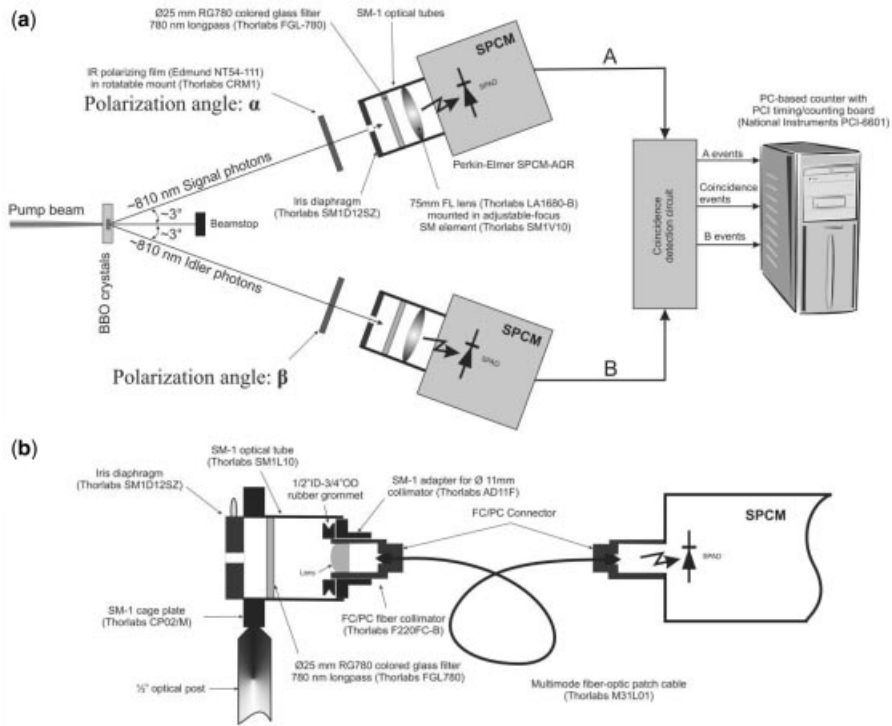 (a)
Ø25 mm RG780 colored glass filter
780 nm longpass (Thorlabs FGL-780)
SM-1 optical tubes
SPCM
SPAD
A
IR polarizing film (Edmund NT54-111)
in rotatable mount (Thorlabs CRM1)
Polarization angle: α
PC-based counter with
PCI timing/counting board
(National Instruments PCI-6601)
Perkin-Elmer SPCM-AQR
~810 nm Signal photons
Iris diaphragm
(Thorlabs SM1D12SZ)
75mm FL lens (Thorlabs LA1680-B)
mounted in adjustable-focus
SM element (Thorlabs SM1V10)
A events
Coincidence
events
B events
Coincidence
detection circuit
Pump beam
~3°
~3°
Beamstop
BBO crystals
~810 nm Idler photons
SPCM
SPAD
B
Polarization angle: β
(b)
SM-1 optical tube
(Thorlabs SM1L10)
Iris diaphragm
(Thorlabs SM1D12SZ)
1/2"ID-3/4"OD
rubber grommet
SM-1 adapter for Ø 11mm
collimator (Thorlabs AD11F)
FC/PC Connector
SPCM
SPAD
Lens
SM-1 cage plate
(Thorlabs CP02/M)
FC/PC fiber collimator
(Thorlabs F220FC-B)
Ø25 mm RG780 colored glass filter
780 nm longpass (Thorlabs FGL780)
½" optical post
Multimode fiber-optic patch cable
(Thorlabs M31L01)